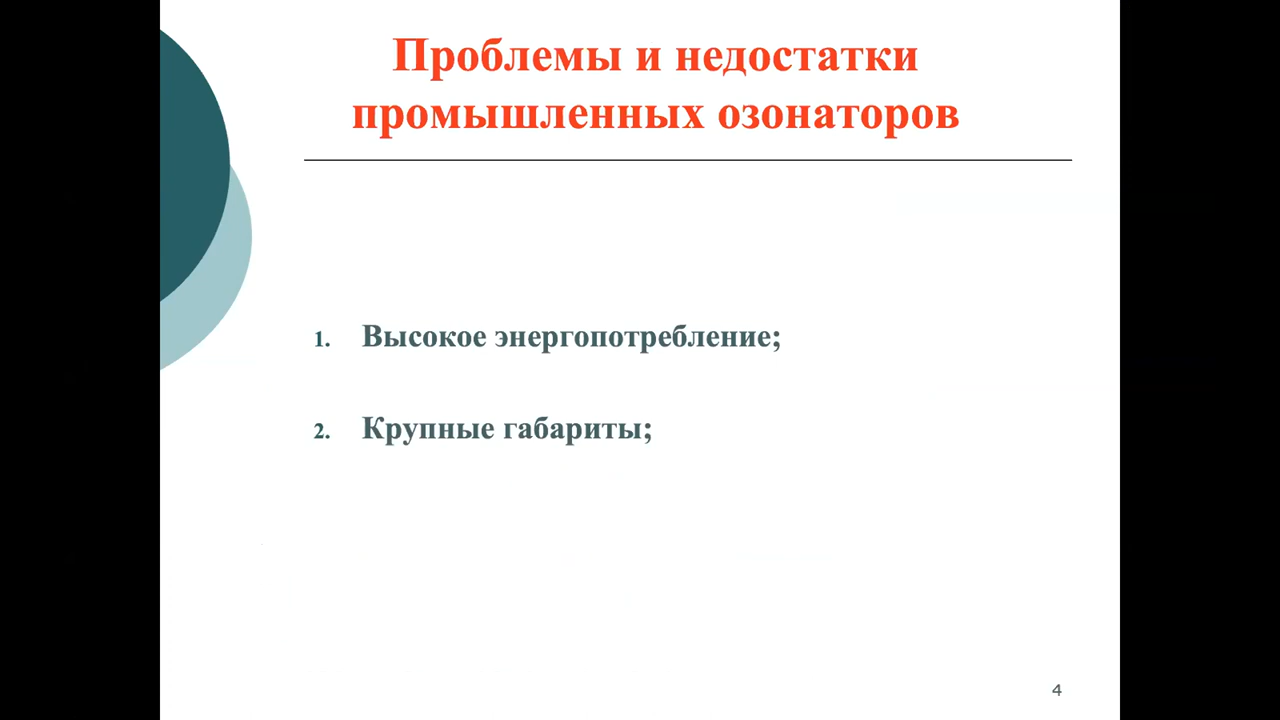 Проблемы и недостатки
промышленных озонаторов
1. Высокое энергопотребление;
2. Крупные габариты;
4